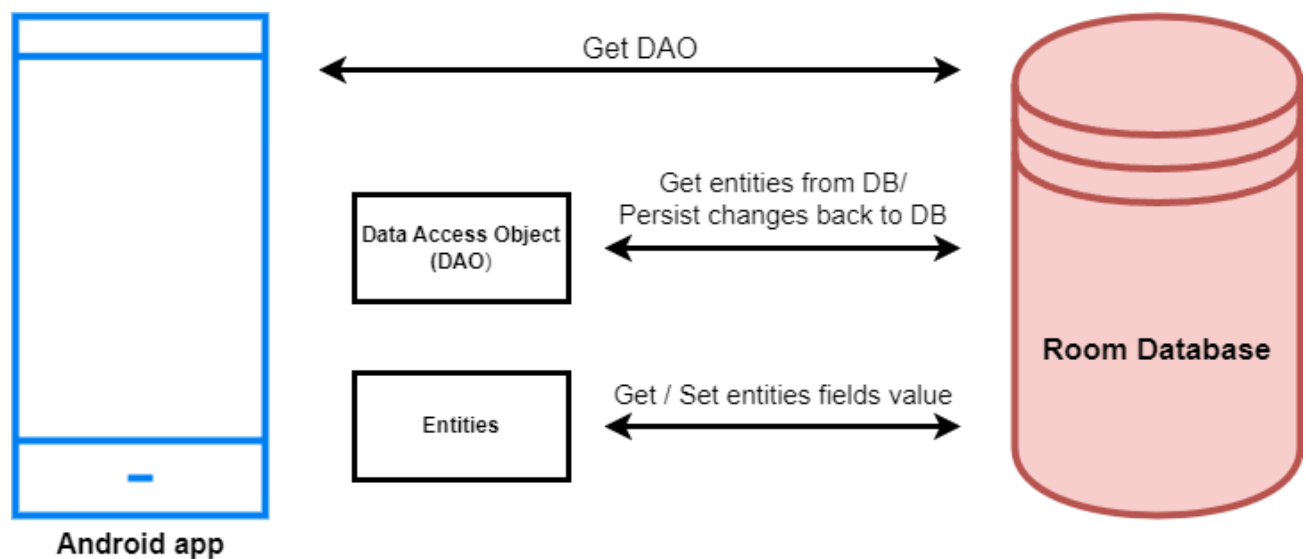 Get DAO
Get entities from DB/
Persist changes back to DB
Data Access Object
(DAO)
Room Database
Get / Set entities fields value
Entities
Android app